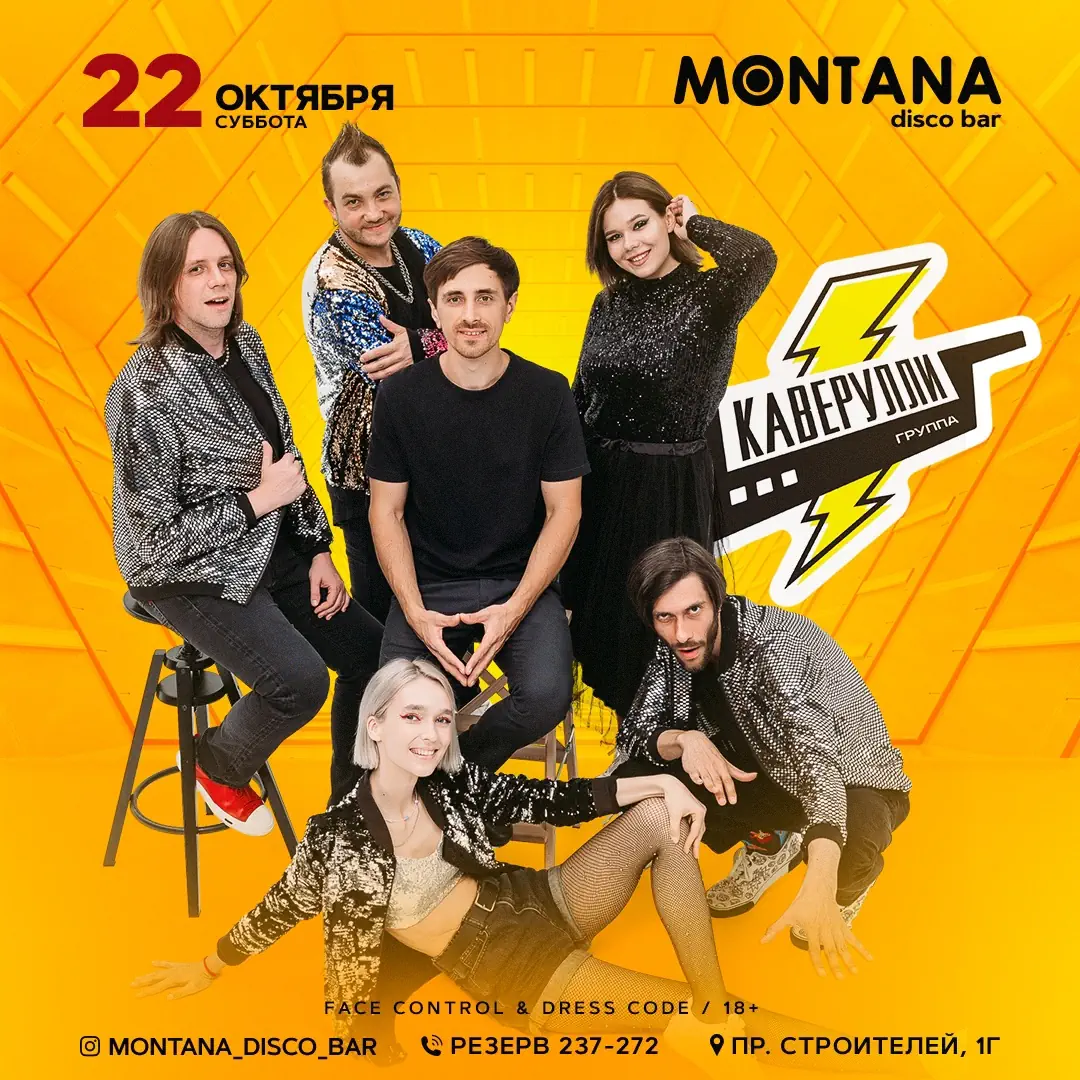 22 ОКТЯБРЯ
СУББОТА
MONTANA
disco bar
КАВЕРУЛЛИ
ГРУППА
FACE CONTROL & DRESS CODE / 18+
MONTANA_DISCO_BAR
РЕЗЕРВ 237-272
ПР. СТРОИТЕЛЕЙ, 1Г